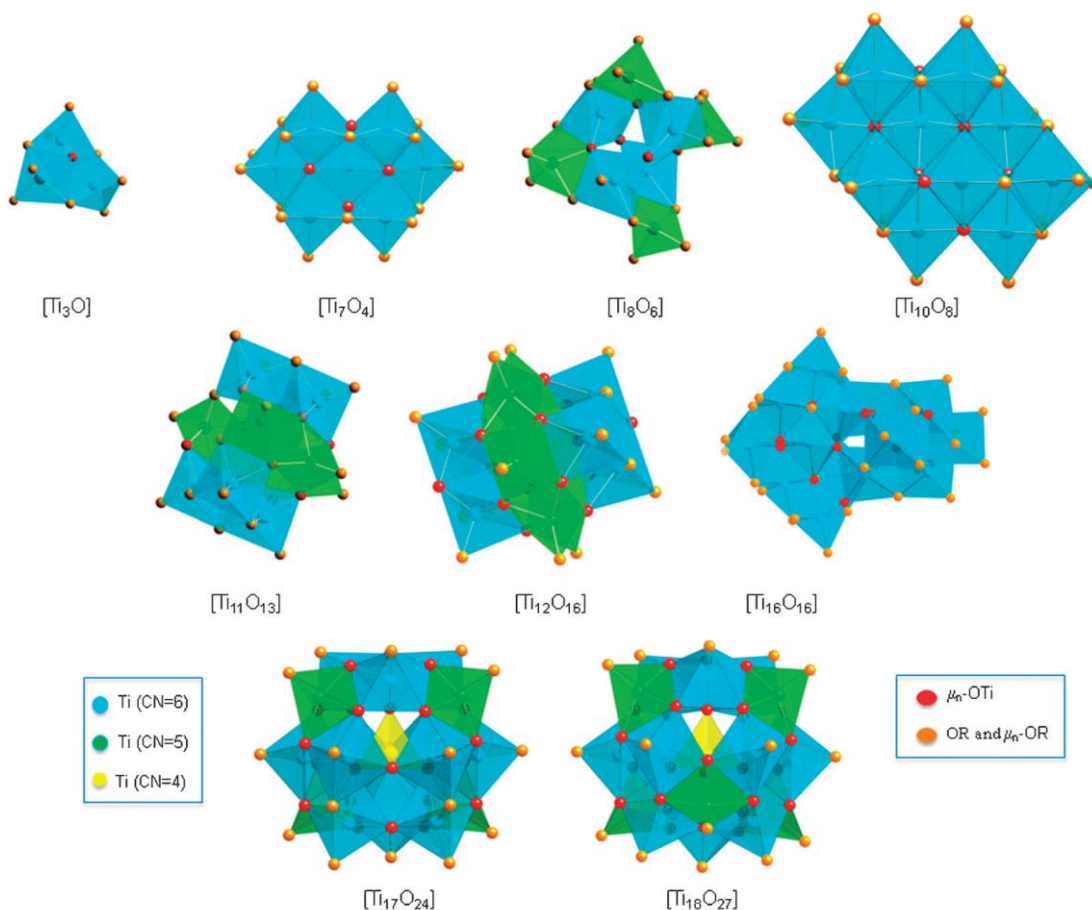 [Ti₃O] [Ti₇O₄] [Ti₈O₆] [Ti₁₀O₈]
[Ti₁₁O₁₃] [Ti₁₂O₁₆] [Ti₁₆O₁₆]
Ti (CN=6)
Ti (CN=5)
Ti (CN=4)
μₙ-OTi
OR and μₙ-OR
[Ti₁₇O₂₄] [Ti₁₈O₂₇]